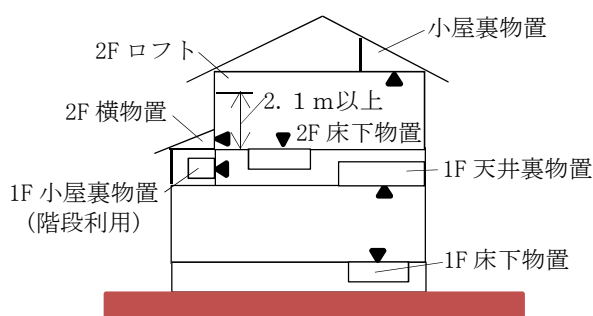 小屋裏物置
2F ロフト
2.1m以上
2F 横物置
2F 床下物置
1F 天井裏物置
1F 小屋裏物置
(階段利用)
1F 床下物置